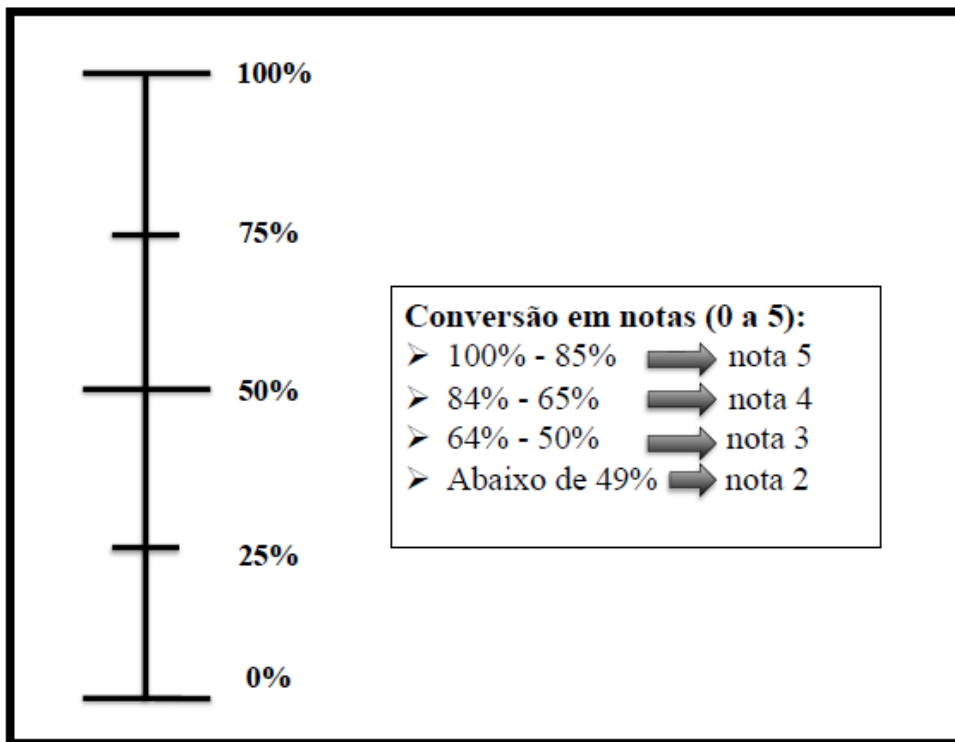 100%
75%
50%
25%
0%
Conversão em notas (0 a 5):
➢ 100% - 85% nota 5
➢ 84% - 65% nota 4
➢ 64% - 50% nota 3
➢ Abaixo de 49% nota 2